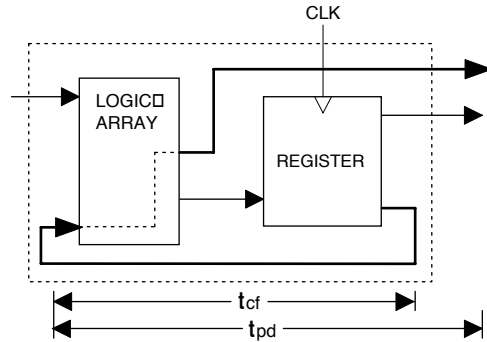 CLK
LOGIC□
ARRAY
REGISTER
tcf
tpd